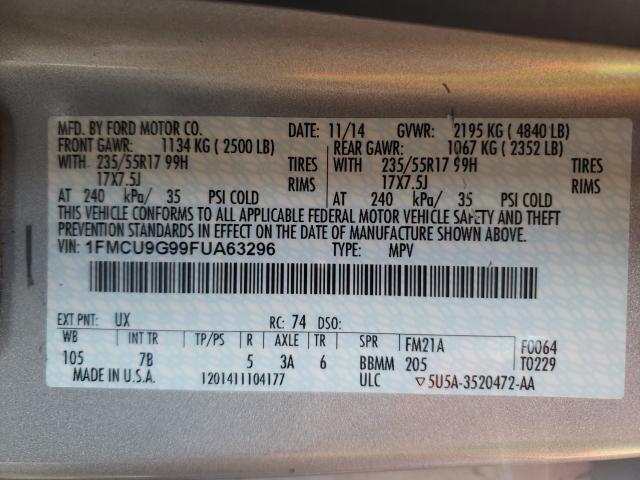 MFD. BY FORD MOTOR CO. DATE: 11/14 GVWR: 2195 KG ( 4840 LB)
FRONT GAWR: 1134 KG ( 2500 LB) REAR GAWR: 1067 KG ( 2352 LB)
WITH 235/55R17 99H TIRES WITH 235/55R17 99H TIRES
17X7.5J RIMS 17X7.5J RIMS
AT 240 kPa/ 35 PSI COLD AT 240 kPa/ 35 PSI COLD
THIS VEHICLE CONFORMS TO ALL APPLICABLE FEDERAL MOTOR VEHICLE SAFETY AND THEFT
PREVENTION STANDARDS IN EFFECT ON THE DATE OF MANUFACTURE SHOWN ABOVE.
VIN: 1FMCU9G99FUA63296 TYPE: MPV
EXT PNT: UX RC: 74 DSO:
WB INT TR TP/PS R AXLE TR SPR FM21A F0064
105 7B 5 3A 6 BBMM 205 T0229
MADE IN U.S.A. 1201411104177 ULC ▽5U5A-3520472-AA